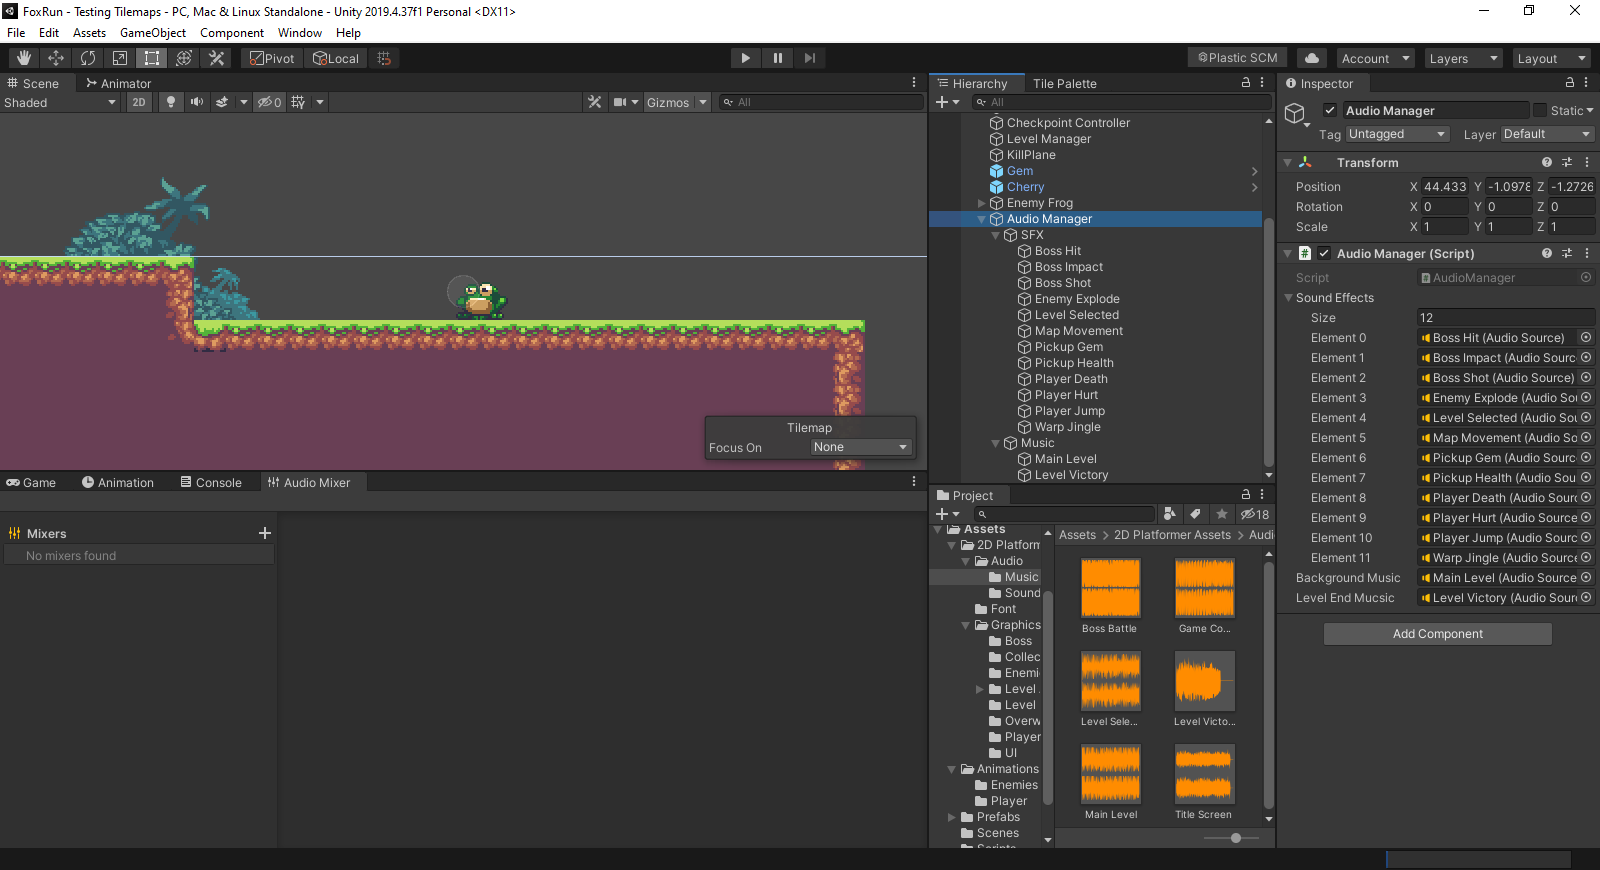 FoxRun - Testing Tilemaps - PC, Mac & Linux Standalone - Unity 2019.4.37f1 Personal <DX11>
File Edit Assets GameObject Component Window Help
Pivot Local Plastic SCM Account Layers Layout
Scene Animator
Shaded 2D 0 Gizmos All
Tilemap
Focus On None
Game Animation Console Audio Mixer
Mixers
No mixers found
Hierarchy Tile Palette
All
Checkpoint Controller
Level Manager
KillPlane
Gem
Cherry
Enemy Frog
Audio Manager
SFX
Boss Hit
Boss Impact
Boss Shot
Enemy Explode
Level Selected
Map Movement
Pickup Gem
Pickup Health
Player Death
Player Hurt
Player Jump
Warp Jingle
Music
Main Level
Level Victory
Project
18
Assets
2D Platform
Audio
Music
Sound
Font
Graphics
Boss
Collec
Enemi
Level
Level
Overw
Player
UI
Animations
Enemies
Player
Prefabs
Scenes
Assets > 2D Platformer Assets > Audi
Boss Battle Game Co...
Level Sele... Level Victo...
Main Level Title Screen
Inspector
Audio Manager Static
Tag Untagged Layer Default
Transform
Position X 44.433 Y -1.0978 Z -1.2726
Rotation X 0 Y 0 Z 0
Scale X 1 Y 1 Z 1
Audio Manager (Script)
Script AudioManager
Sound Effects
Size 12
Element 0 Boss Hit (Audio Source)
Element 1 Boss Impact (Audio Sourc
Element 2 Boss Shot (Audio Source)
Element 3 Enemy Explode (Audio Sou
Element 4 Level Selected (Audio Sou
Element 5 Map Movement (Audio So
Element 6 Pickup Gem (Audio Source
Element 7 Pickup Health (Audio Sou
Element 8 Player Death (Audio Sourc
Element 9 Player Hurt (Audio Source
Element 10 Player Jump (Audio Sourc
Element 11 Warp Jingle (Audio Source
Background Music Main Level (Audio Source
Level End Mucsic Level Victory (Audio Sourc
Add Component